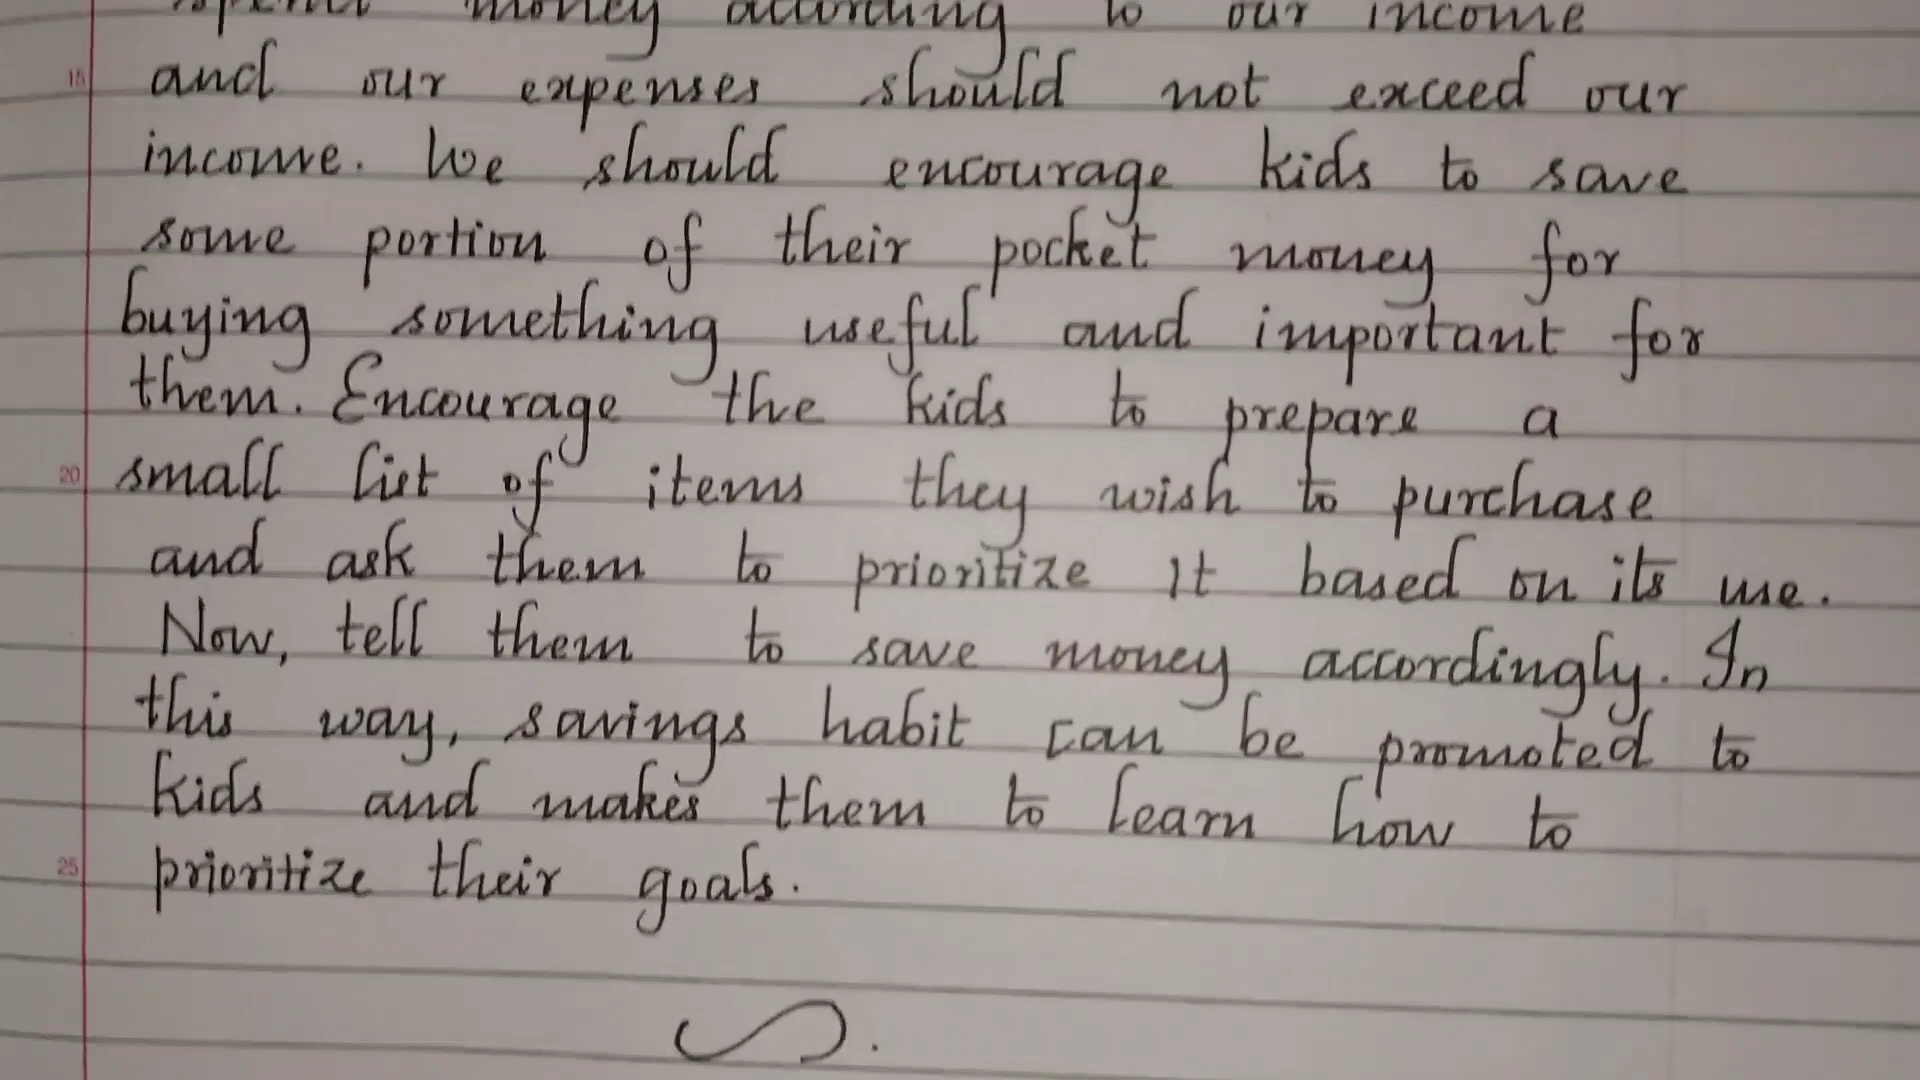 spend money according to our income
15 and our expenses should not exceed our
income. We should encourage kids to save
some portion of their pocket money for
buying something useful and important for
them. Encourage the kids to prepare a
20 small list of items they wish to purchase
and ask them to prioritize it based on its use.
Now, tell them to save money accordingly. In
this way, savings habit can be promoted to
kids and makes them to learn how to
25 prioritize their goals.